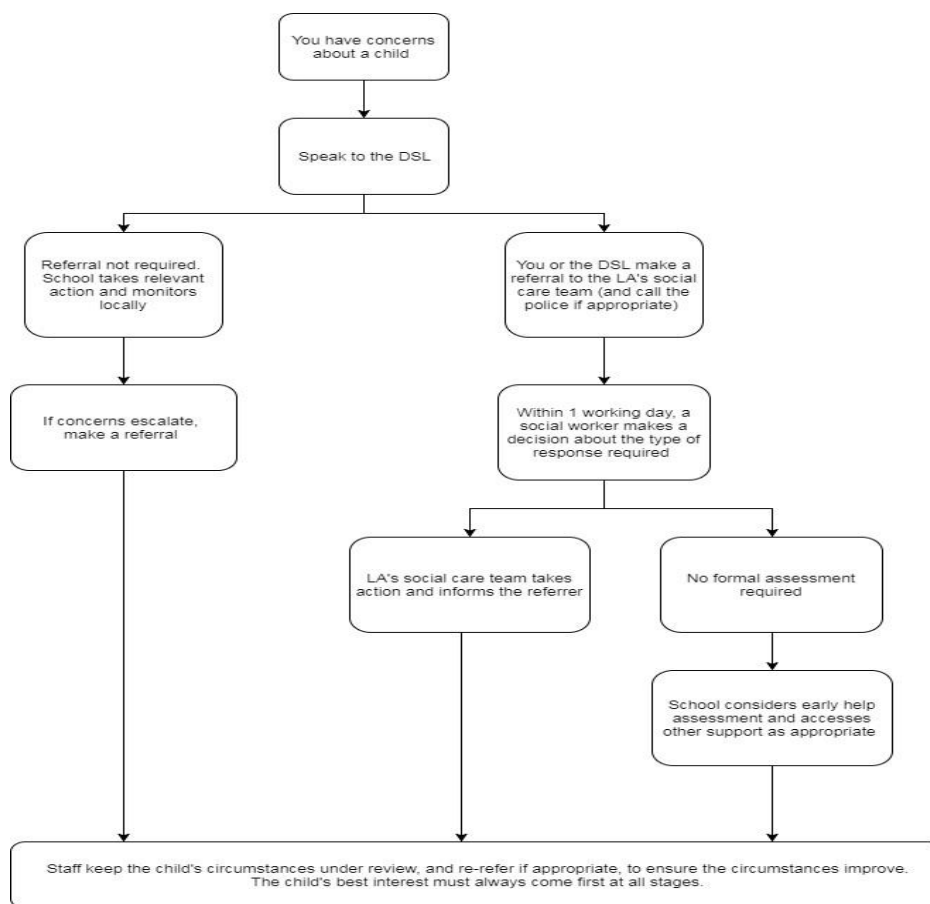 You have concerns
about a child
Speak to the DSL
Referral not required.
School takes relevant
action and monitors
locally
You or the DSL make a
referral to the LA's social
care team (and call the
police if appropriate)
If concerns escalate,
make a referral
Within 1 working day, a
social worker makes a
decision about the type of
response required
LA's social care team takes
action and informs the referrer
No formal assessment
required
School considers early help
assessment and accesses
other support as appropriate
Staff keep the child's circumstances under review, and re-refer if appropriate, to ensure the circumstances improve.
The child's best interest must always come first at all stages.